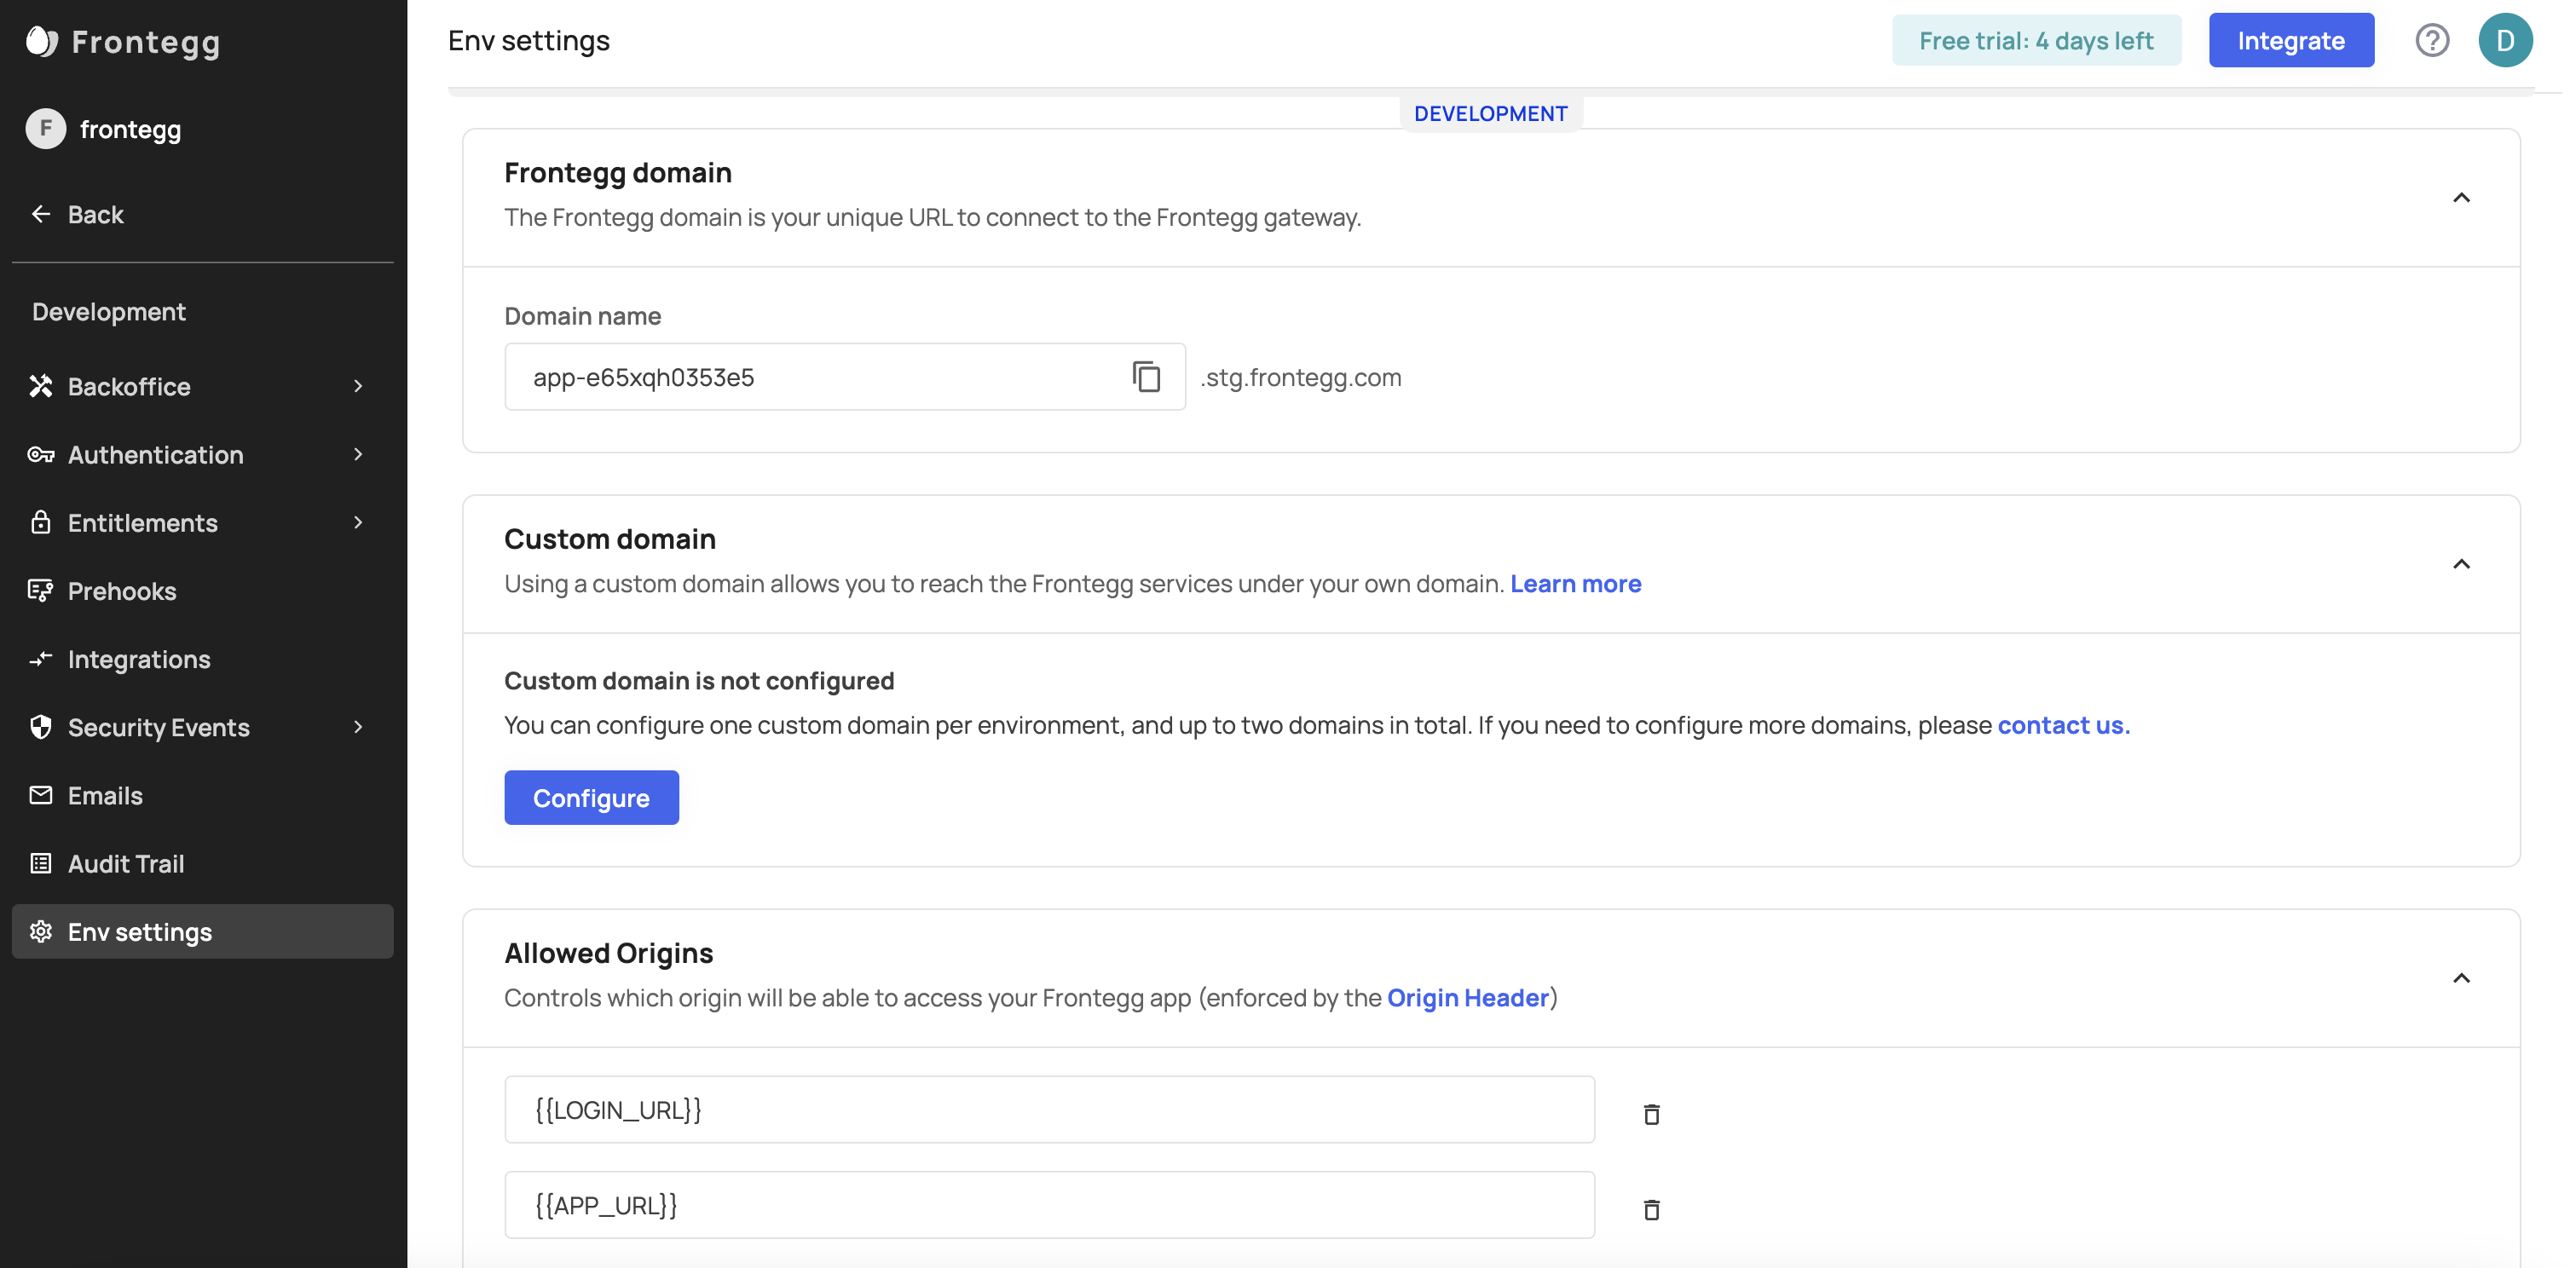 Frontegg
F frontegg
Back
Development
Backoffice
Authentication
Entitlements
Prehooks
Integrations
Security Events
Emails
Audit Trail
Env settings
Env settings
Free trial: 4 days left
Integrate
?
D
DEVELOPMENT
Frontegg domain
The Frontegg domain is your unique URL to connect to the Frontegg gateway.
Domain name
app-e65xqh0353e5 .stg.frontegg.com
Custom domain
Using a custom domain allows you to reach the Frontegg services under your own domain. Learn more
Custom domain is not configured
You can configure one custom domain per environment, and up to two domains in total. If you need to configure more domains, please contact us.
Configure
Allowed Origins
Controls which origin will be able to access your Frontegg app (enforced by the Origin Header)
{{LOGIN_URL}}
{{APP_URL}}